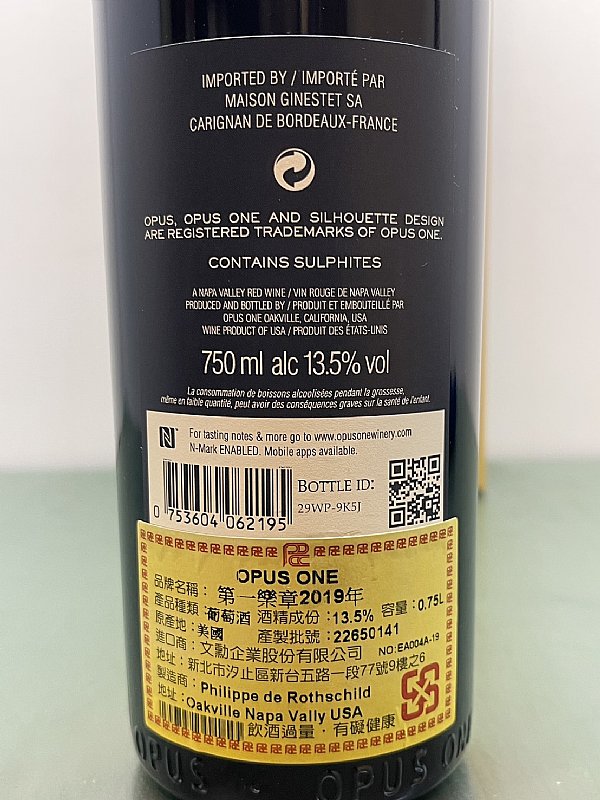 IMPORTED BY / IMPORTÉ PAR
MAISON GINESTET SA
CARIGNAN DE BORDEAUX-FRANCE
OPUS, OPUS ONE AND SILHOUETTE DESIGN
ARE REGISTERED TRADEMARKS OF OPUS ONE.
CONTAINS SULPHITES
A NAPA VALLEY RED WINE / VIN ROUGE DE NAPA VALLEY
PRODUCED AND BOTTLED BY / PRODUIT ET EMBOUTEILLÉ PAR
OPUS ONE OAKVILLE, CALIFORNIA, USA
WINE PRODUCT OF USA / PRODUIT DES ÉTATS-UNIS
750 ml alc 13.5% vol
La consommation de boissons alcoolisées pendant la grossesse,
même en faible quantité, peut avoir des conséquences graves sur la santé de l'enfant.
For tasting notes & more go to www.opusonewinery.com
N-Mark ENABLED. Mobile apps available.
BOTTLE ID:
29WP-9K5J
0 753604 062195
OPUS ONE
品牌名稱：第一樂章2019年
產品種類：葡萄酒 酒精成份：13.5% 容量：0.75L
原產地：美國 產製批號：22650141
進口商：文勳企業股份有限公司 NO:EA004A-19
地址：新北市汐止區新台五路一段77號9樓之6
製造商：Philippe de Rothschild
地址：Oakville Napa Vally USA
飲酒過量，有礙健康
OPUS OPUS ONE